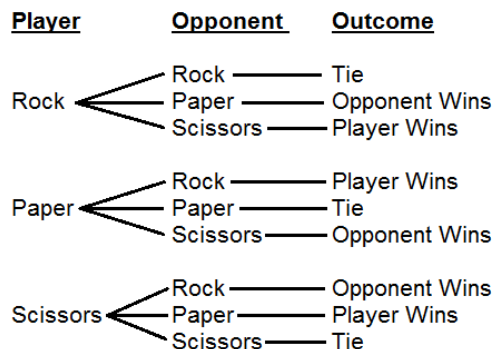 Player Opponent Outcome
Rock Tie
Rock Paper Opponent Wins
Scissors Player Wins
Rock Player Wins
Paper Paper Tie
Scissors Opponent Wins
Rock Opponent Wins
Scissors Paper Player Wins
Scissors Tie